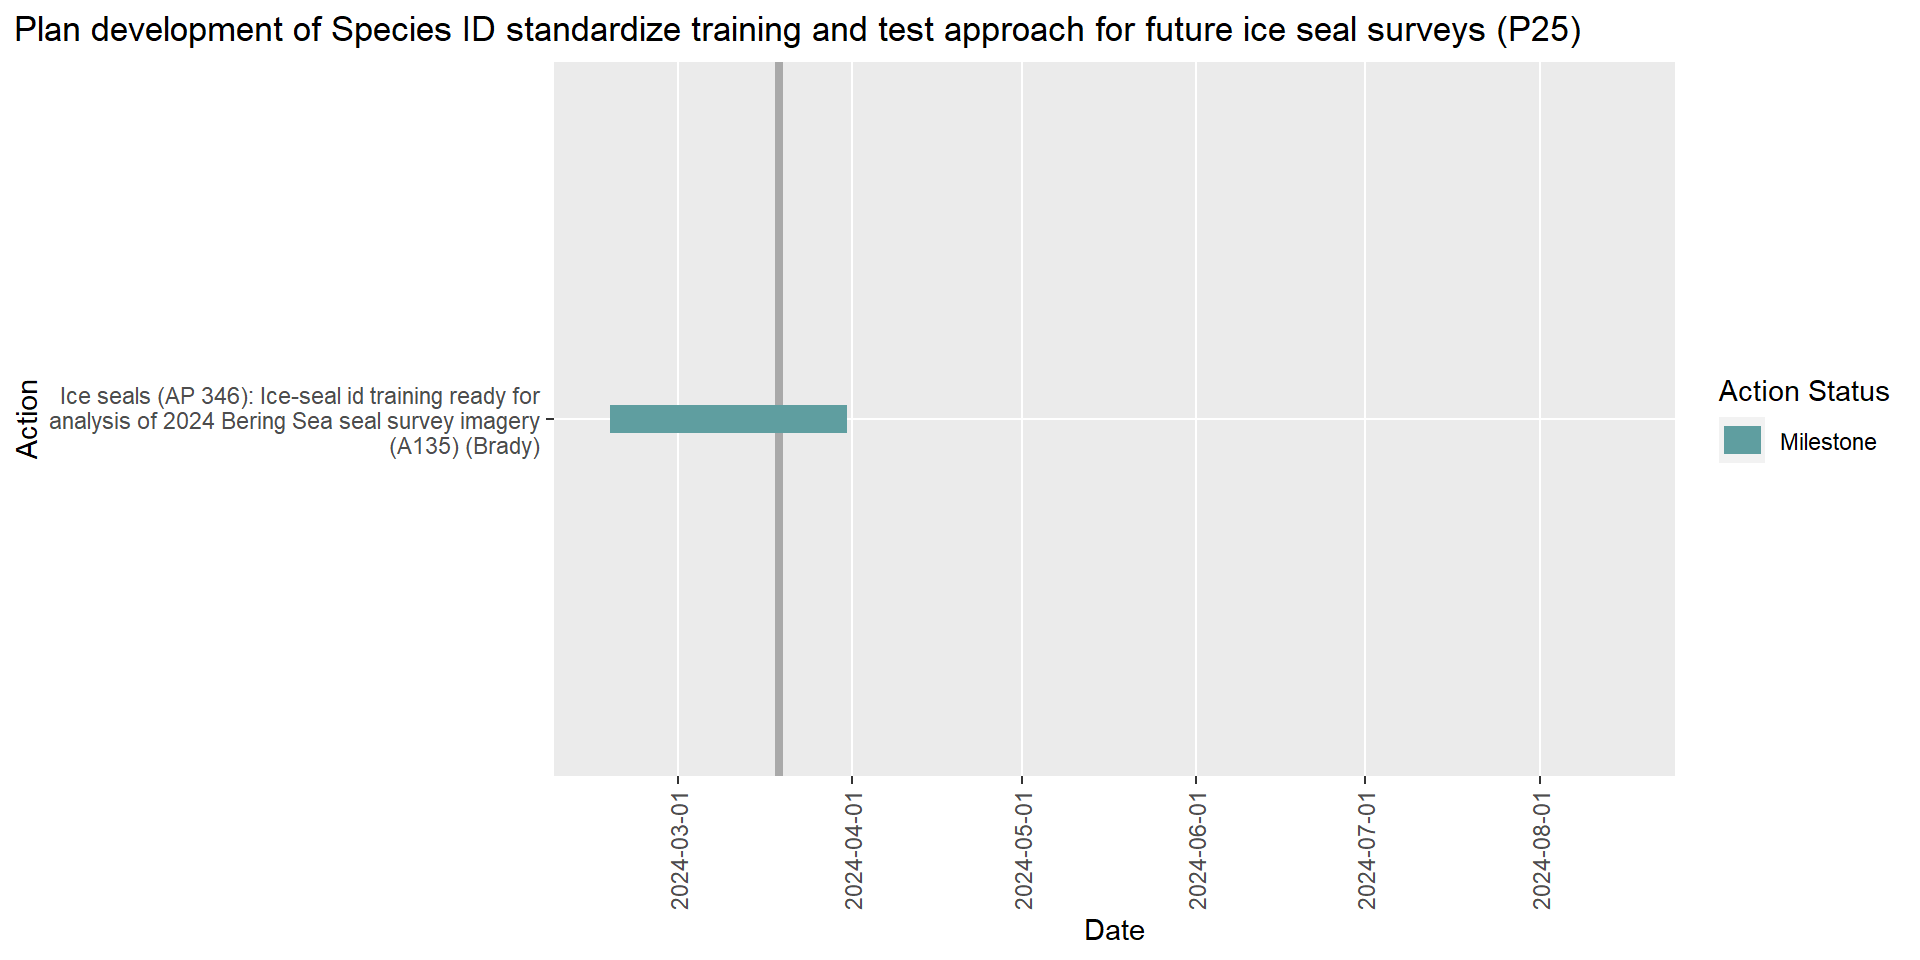 Plan development of Species ID standardize training and test approach for future ice seal surveys (P25)
Action
Ice seals (AP 346): Ice-seal id training ready for
analysis of 2024 Bering Sea seal survey imagery
(A135) (Brady)
Action Status
Milestone
2024-03-01
2024-04-01
2024-05-01
2024-06-01
2024-07-01
2024-08-01
Date